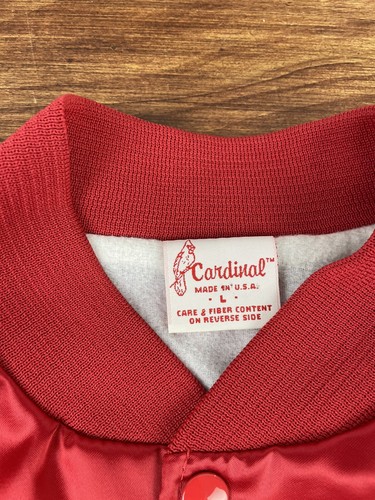 Cardinal™
MADE IN U.S.A.
• L •
CARE & FIBER CONTENT
ON REVERSE SIDE